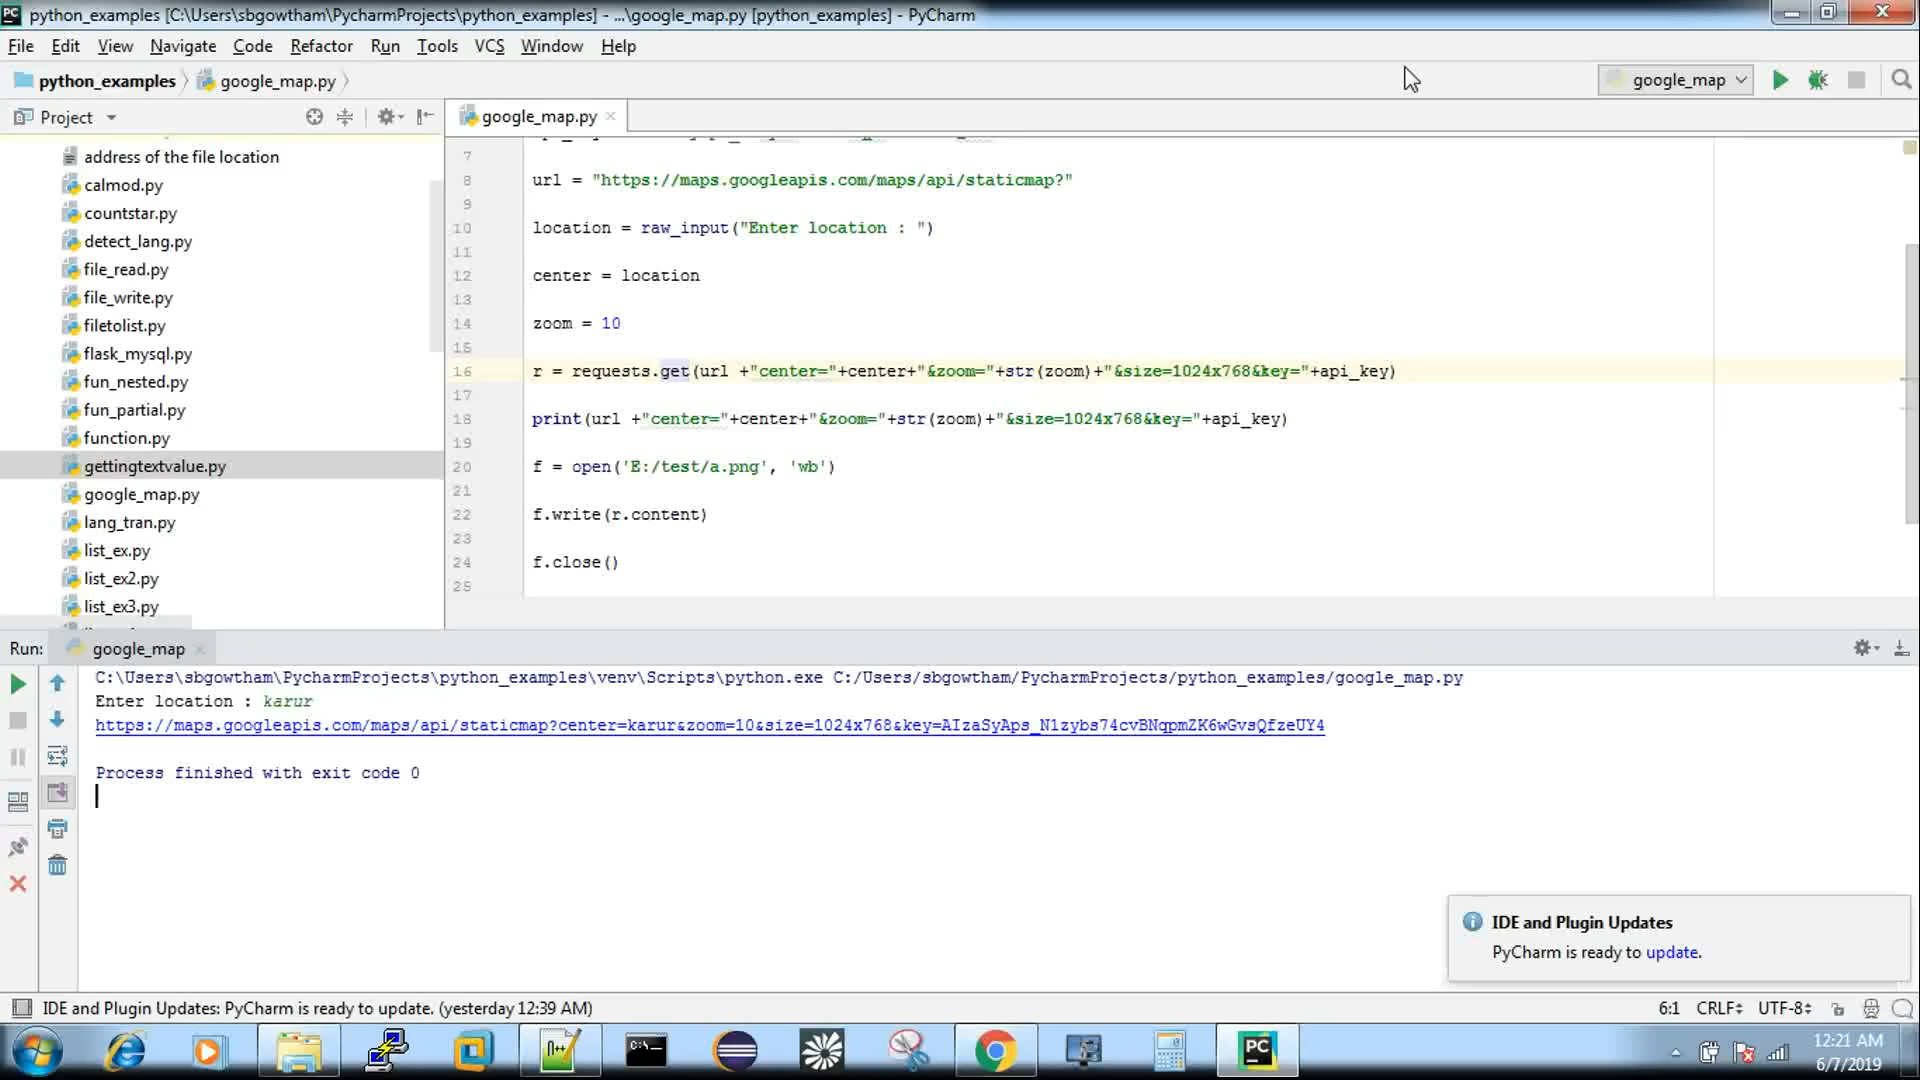 python_examples [C:\Users\sbgowtham\PycharmProjects\python_examples] - ...\google_map.py [python_examples] - PyCharm
File Edit View Navigate Code Refactor Run Tools VCS Window Help
python_examples google_map.py google_map
Project google_map.py
address of the file location
calmod.py
countstar.py
detect_lang.py
file_read.py
file_write.py
filetolist.py
flask_mysql.py
fun_nested.py
fun_partial.py
function.py
gettingtextvalue.py
google_map.py
lang_tran.py
list_ex.py
list_ex2.py
list_ex3.py
7
8 url = "https://maps.googleapis.com/maps/api/staticmap?"
9
10 location = raw_input("Enter location : ")
11
12 center = location
13
14 zoom = 10
15
16 r = requests.get(url +"center="+center+"&zoom="+str(zoom)+"&size=1024x768&key="+api_key)
17
18 print(url +"center="+center+"&zoom="+str(zoom)+"&size=1024x768&key="+api_key)
19
20 f = open('E:/test/a.png', 'wb')
21
22 f.write(r.content)
23
24 f.close()
25
Run: google_map
C:\Users\sbgowtham\PycharmProjects\python_examples\venv\Scripts\python.exe C:/Users/sbgowtham/PycharmProjects/python_examples/google_map.py
Enter location : karur
https://maps.googleapis.com/maps/api/staticmap?center=karur&zoom=10&size=1024x768&key=AIzaSyAps_N1zybs74cvBNqpmZK6wGvsQfzeUY4
Process finished with exit code 0
IDE and Plugin Updates
PyCharm is ready to update.
IDE and Plugin Updates: PyCharm is ready to update. (yesterday 12:39 AM) 6:1 CRLF UTF-8
12:21 AM
6/7/2019